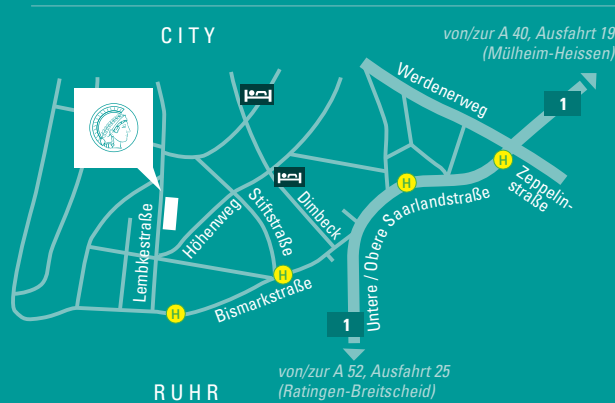 CITY
von/zur A 40, Ausfahrt 19
(Mülheim-Heissen)
1
Werdenerweg
H
Zeppelin-
straße
H
Untere / Obere Saarlandstraße
Dimbeck
Stiftstraße
Höhenweg
Lembkestraße
H
Bismarkstraße
H
1
von/zur A 52, Ausfahrt 25
(Ratingen-Breitscheid)
RUHR